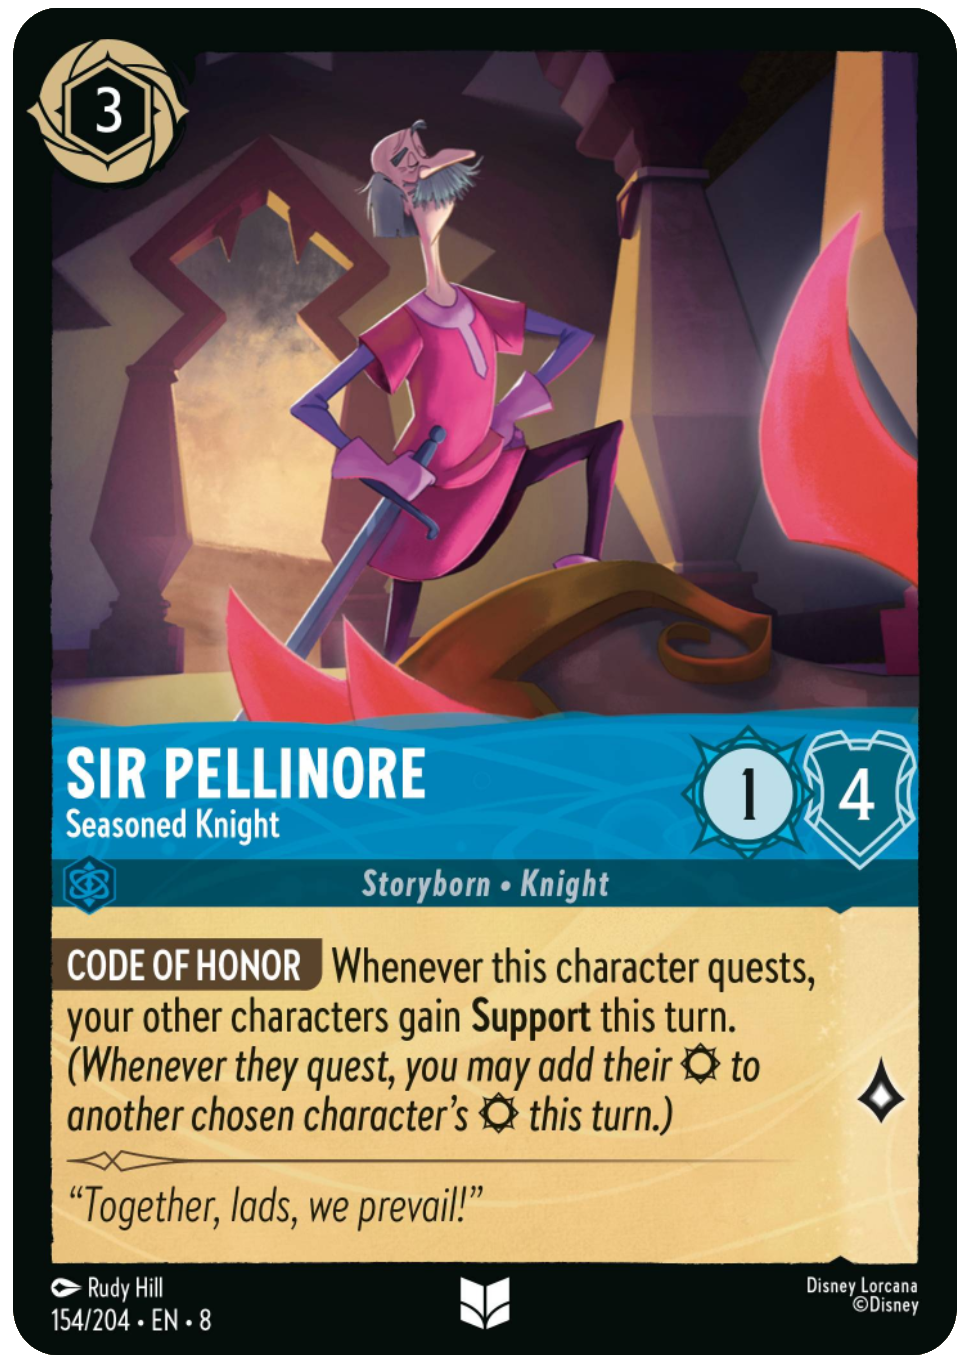 3
SIR PELLINORE
Seasoned Knight
1 4
Storyborn • Knight
CODE OF HONOR Whenever this character quests,
your other characters gain Support this turn.
(Whenever they quest, you may add their to
another chosen character's this turn.)
“Together, lads, we prevail!”
Rudy Hill
154/204 • EN • 8
Disney Lorcana
©Disney